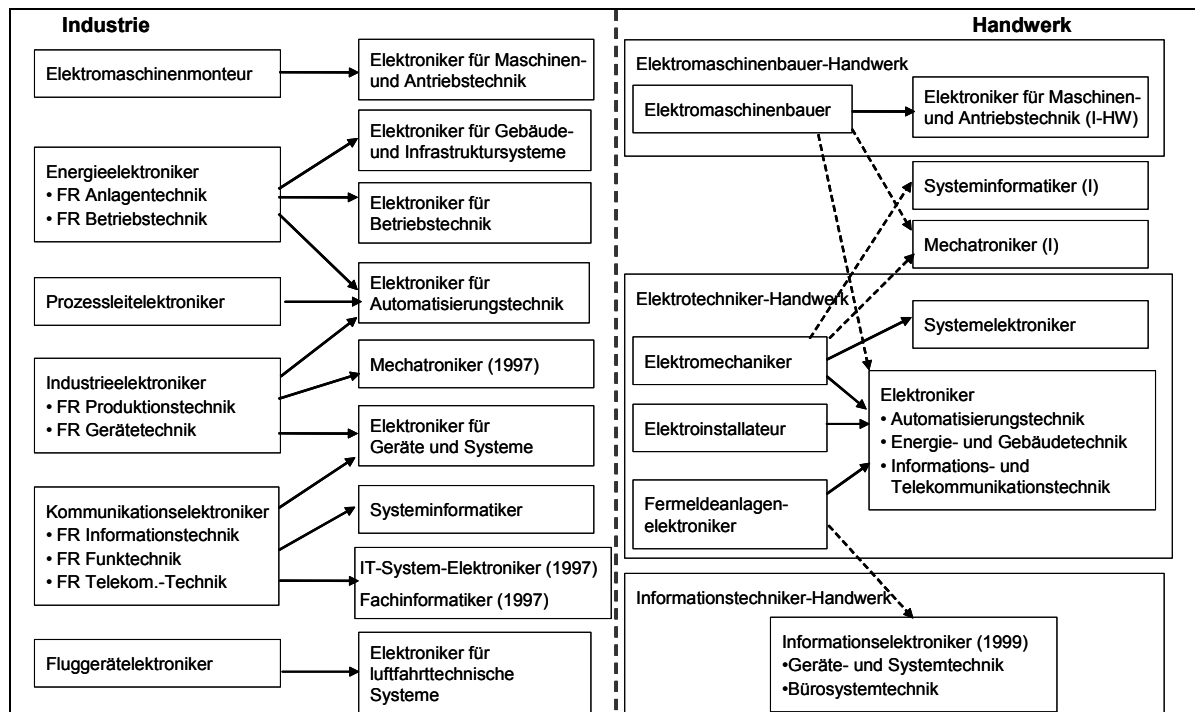 Industrie
Elektromaschinenmonteur
Elektroniker für Maschinen-
und Antriebstechnik
Energieelektroniker
• FR Anlagentechnik
• FR Betriebstechnik
Elektroniker für Gebäude-
und Infrastruktursysteme
Elektroniker für
Betriebstechnik
Prozessleitelektroniker
Elektroniker für
Automatisierungstechnik
Industrieelektroniker
• FR Produktionstechnik
• FR Gerätetechnik
Mechatroniker (1997)
Elektroniker für
Geräte und Systeme
Kommunikationselektroniker
• FR Informationstechnik
• FR Funktechnik
• FR Telekom.-Technik
Systeminformatiker
IT-System-Elektroniker (1997)
Fachinformatiker (1997)
Fluggerätelektroniker
Elektroniker für
luftfahrttechnische
Systeme
Handwerk
Elektromaschinenbauer-Handwerk
Elektromaschinenbauer
Elektroniker für Maschinen-
und Antriebstechnik (I-HW)
Systeminformatiker (I)
Mechatroniker (I)
Elektrotechniker-Handwerk
Systemelektroniker
Elektromechaniker
Elektroinstallateur
Fermeldeanlagen-
elektroniker
Elektroniker
• Automatisierungstechnik
• Energie- und Gebäudetechnik
• Informations- und
Telekommunikationstechnik
Informationstechniker-Handwerk
Informationselektroniker (1999)
•Geräte- und Systemtechnik
•Bürosystemtechnik